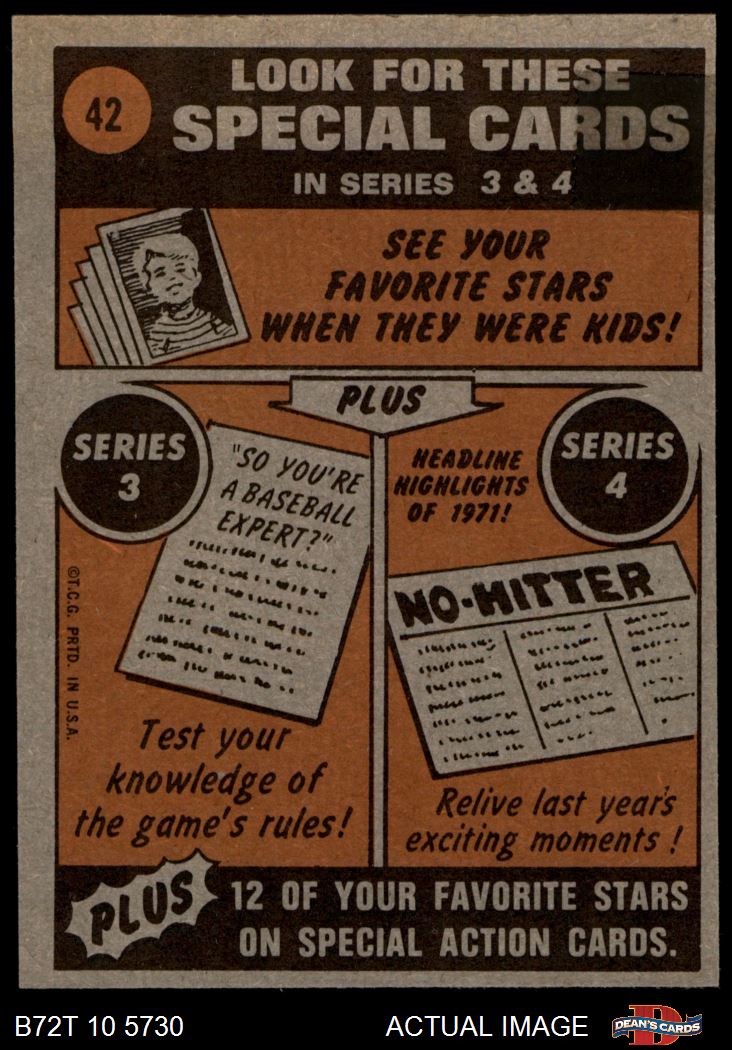 42
LOOK FOR THESE
SPECIAL CARDS
IN SERIES 3 & 4
SEE YOUR
FAVORITE STARS
WHEN THEY WERE KIDS!
PLUS
SERIES
3
"SO YOU'RE
A BASEBALL
EXPERT?"
Test your
knowledge of
the game's rules!
©T.C.G. PRTD. IN U.S.A.
HEADLINE
HIGHLIGHTS
OF 1971!
SERIES
4
NO-HITTER
Relive last year's
exciting moments!
PLUS
12 OF YOUR FAVORITE STARS
ON SPECIAL ACTION CARDS.
B72T 10 5730
ACTUAL IMAGE
D
DEAN'S CARDS